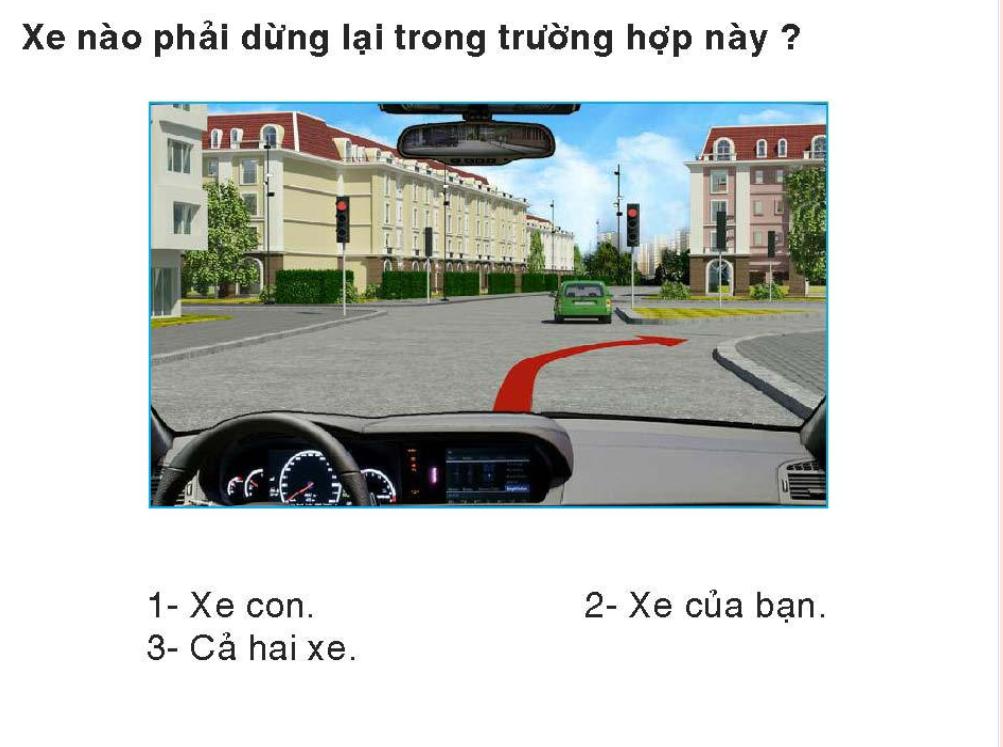 Xe nào phải dừng lại trong trường hợp này ?
1- Xe con.
2- Xe của bạn.
3- Cả hai xe.